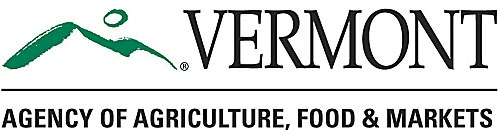 ® VERMONT
AGENCY OF AGRICULTURE, FOOD & MARKETS